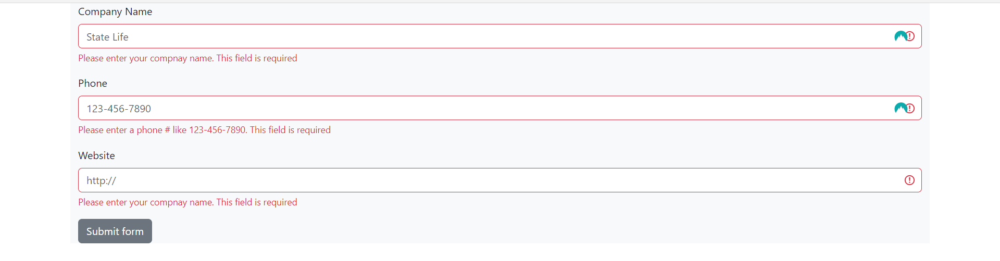 Company Name
State Life
Please enter your compnay name. This field is required
Phone
123-456-7890
Please enter a phone # like 123-456-7890. This field is required
Website
http://
Please enter your compnay name. This field is required
Submit form